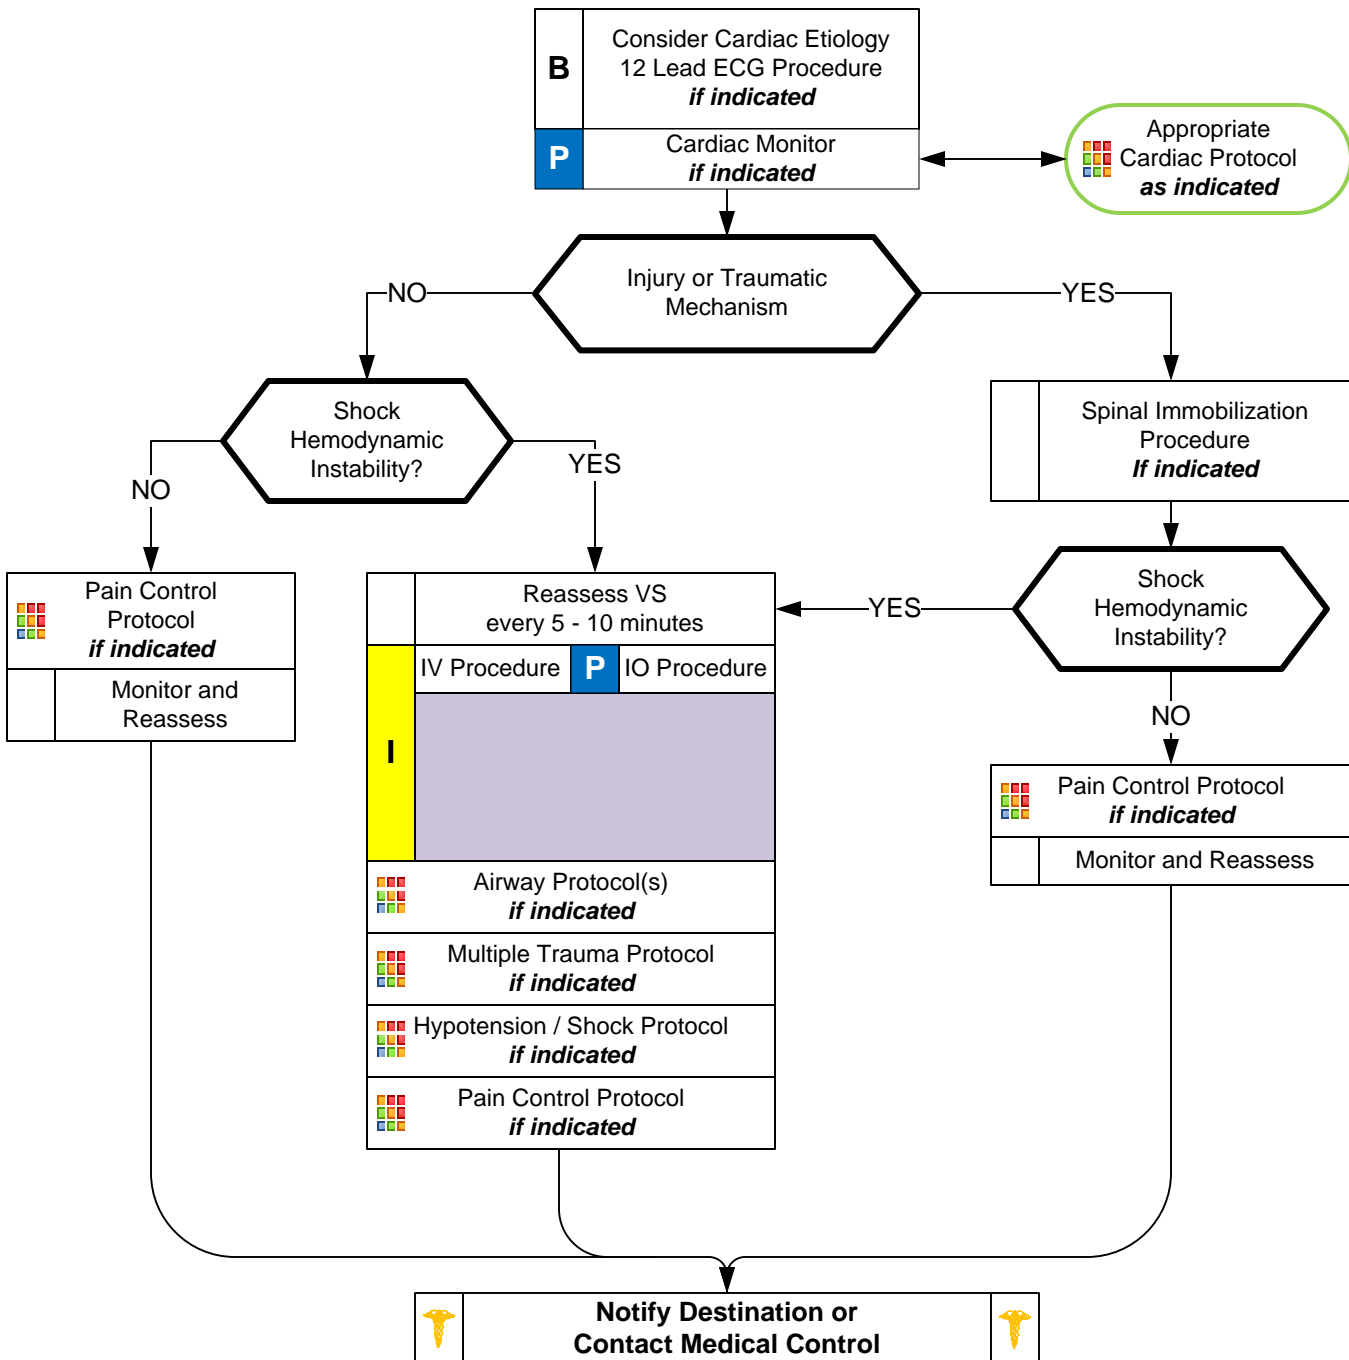 B
Consider Cardiac Etiology
12 Lead ECG Procedure
if indicated
P
Cardiac Monitor
if indicated
Appropriate
Cardiac Protocol
as indicated
Injury or Traumatic
Mechanism
NO
YES
Shock
Hemodynamic
Instability?
NO
YES
Spinal Immobilization
Procedure
If indicated
Pain Control
Protocol
if indicated
Monitor and
Reassess
Reassess VS
every 5 - 10 minutes
I
IV Procedure
P
IO Procedure
Airway Protocol(s)
if indicated
Multiple Trauma Protocol
if indicated
Hypotension / Shock Protocol
if indicated
Pain Control Protocol
if indicated
YES
Shock
Hemodynamic
Instability?
NO
Pain Control Protocol
if indicated
Monitor and Reassess
Notify Destination or
Contact Medical Control